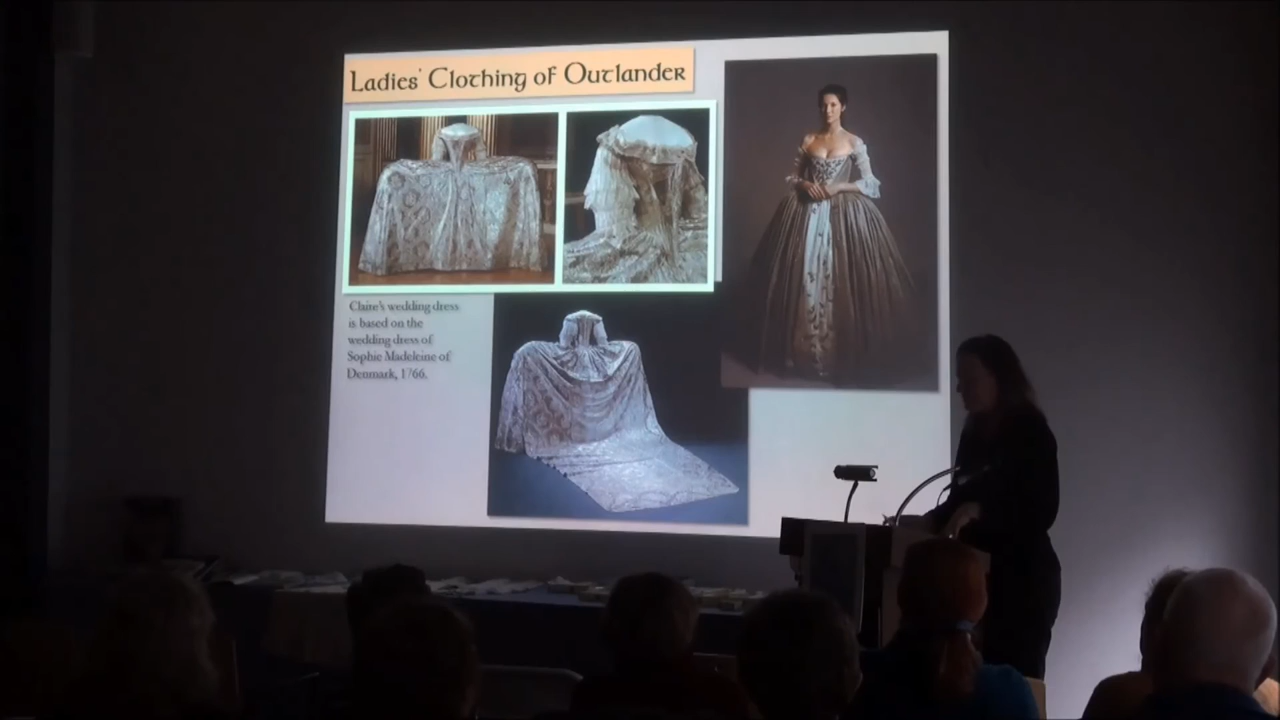 Ladies' Clothing of Outlander
Claire's wedding dress
is based on the
wedding dress of
Sophie Madeleine of
Denmark, 1766.